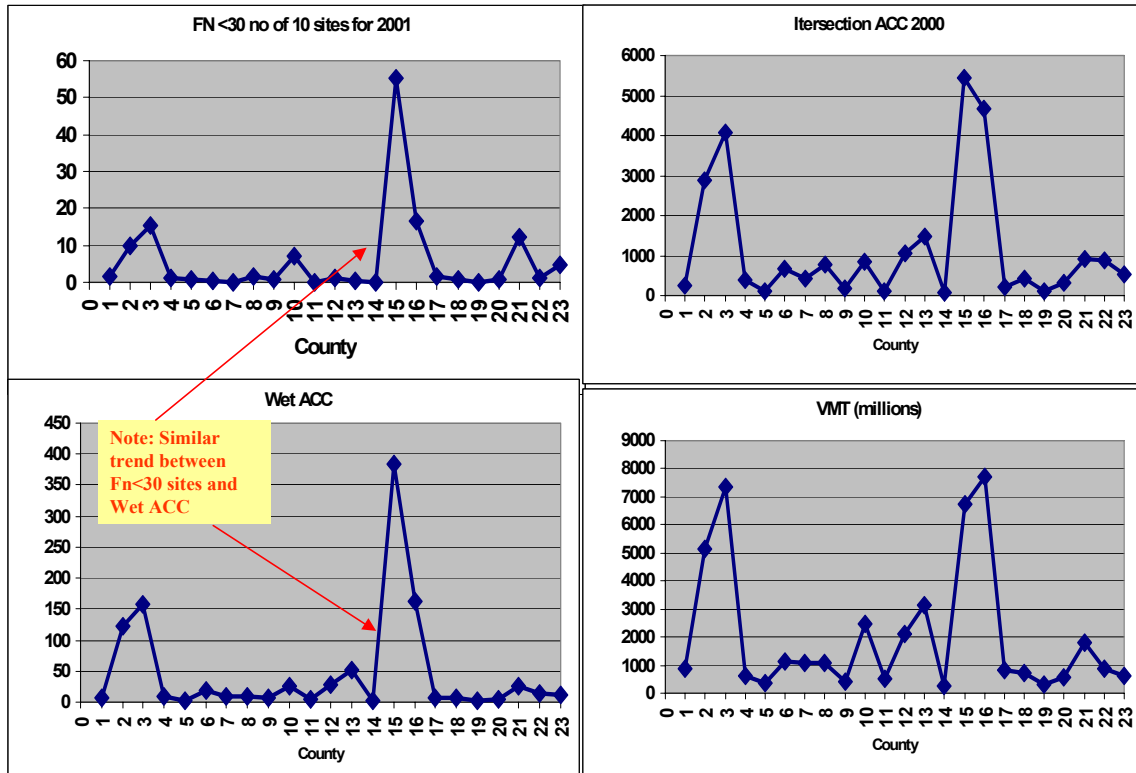 FN <30 no of 10 sites for 2001
60
50
40
30
20
10
0
0 1 2 3 4 5 6 7 8 9 10 11 12 13 14 15 16 17 18 19 20 21 22 23
County
Itersection ACC 2000
6000
5000
4000
3000
2000
1000
0
0 1 2 3 4 5 6 7 8 9 10 11 12 13 14 15 16 17 18 19 20 21 22 23
County
Wet ACC
450
400
350
300
250
200
150
100
50
0
0 1 2 3 4 5 6 7 8 9 10 11 12 13 14 15 16 17 18 19 20 21 22 23
County
Note: Similar
trend between
Fn<30 sites and
Wet ACC
VMT (millions)
9000
8000
7000
6000
5000
4000
3000
2000
1000
0
0 1 2 3 4 5 6 7 8 9 10 11 12 13 14 15 16 17 18 19 20 21 22 23
County